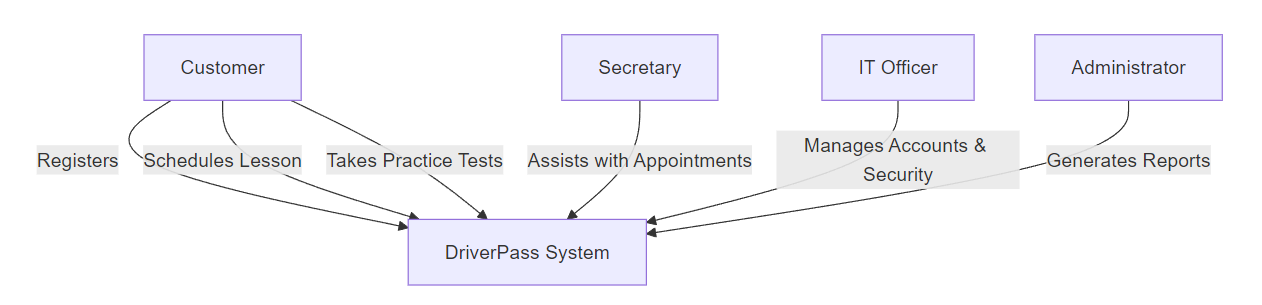 Customer
Secretary
IT Officer
Administrator
Registers
Schedules Lesson
Takes Practice Tests
Assists with Appointments
Manages Accounts &
Security
Generates Reports
DriverPass System